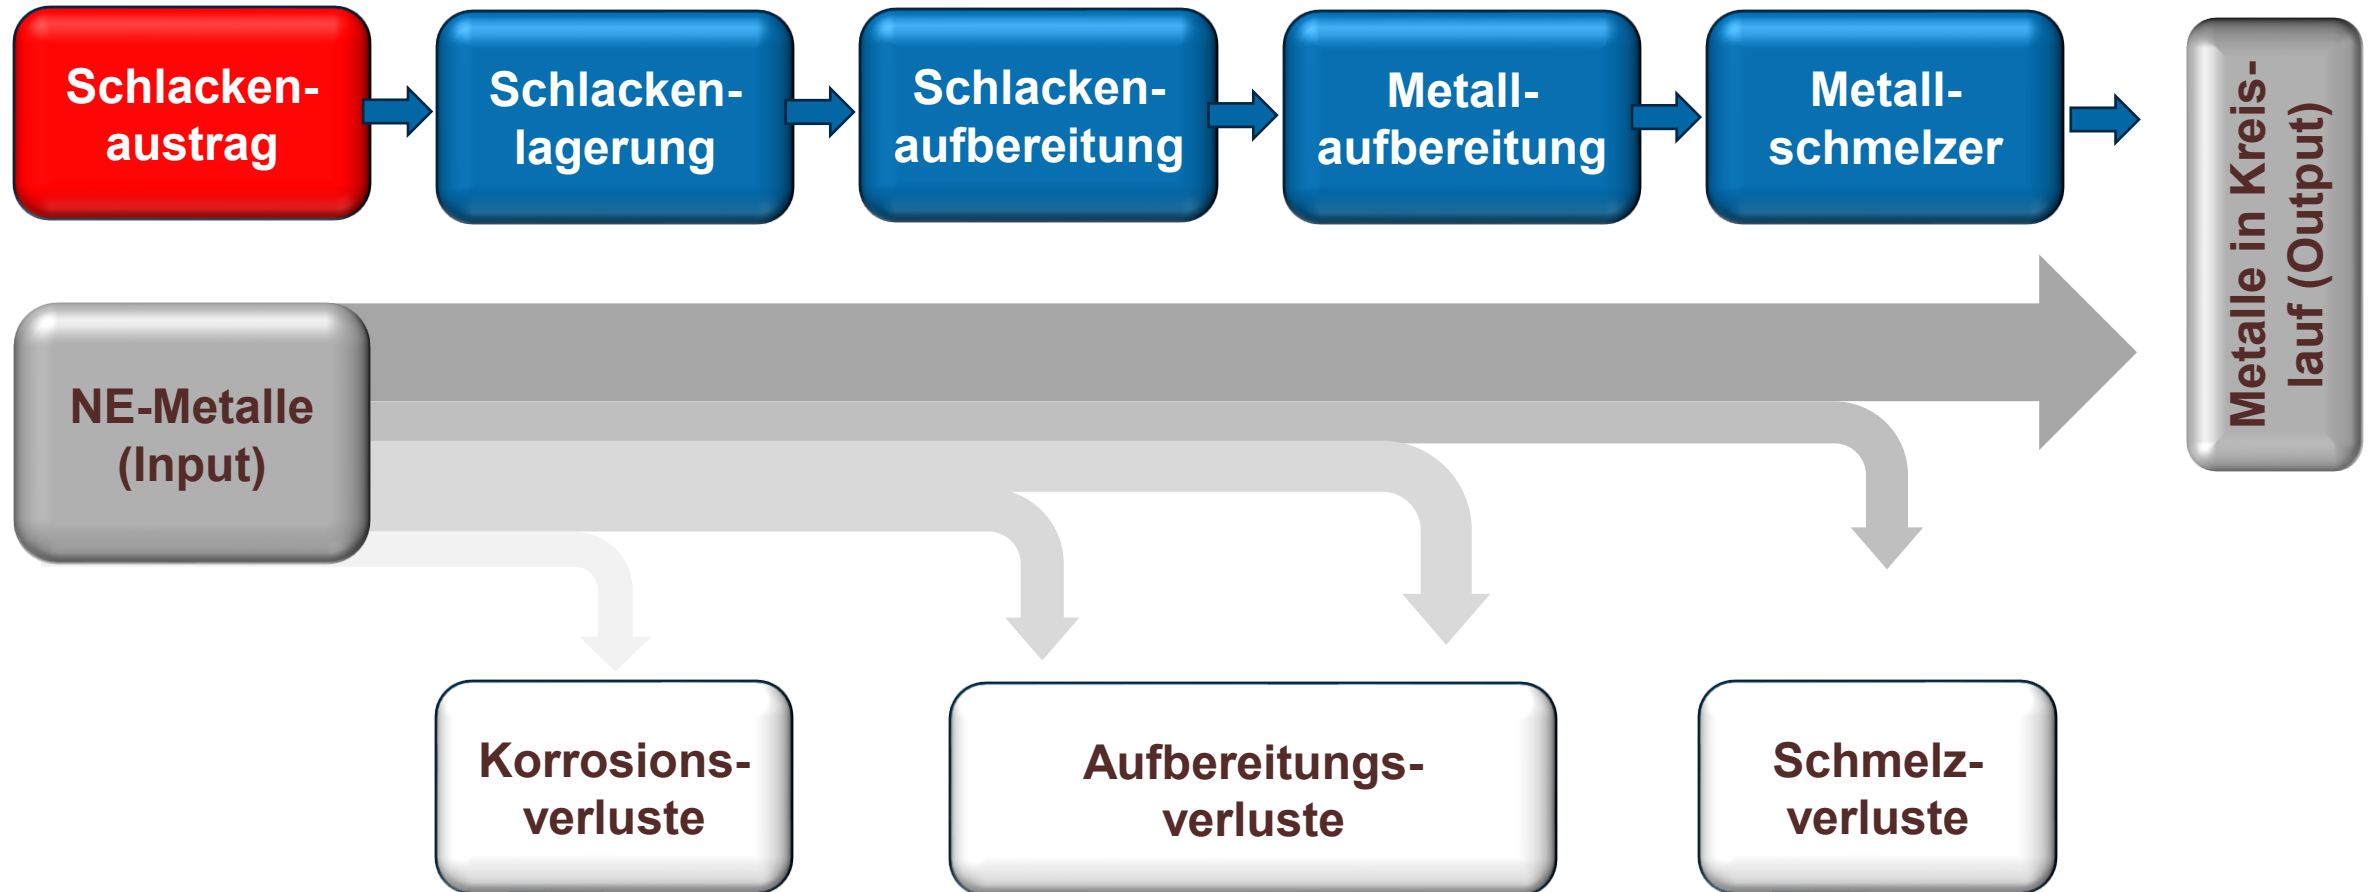 Schlacken-
austrag
Schlacken-
lagerung
Schlacken-
aufbereitung
Metall-
aufbereitung
Metall-
schmelzer
Metalle in Kreis-
lauf (Output)
NE-Metalle
(Input)
Korrosions-
verluste
Aufbereitungs-
verluste
Schmelz-
verluste